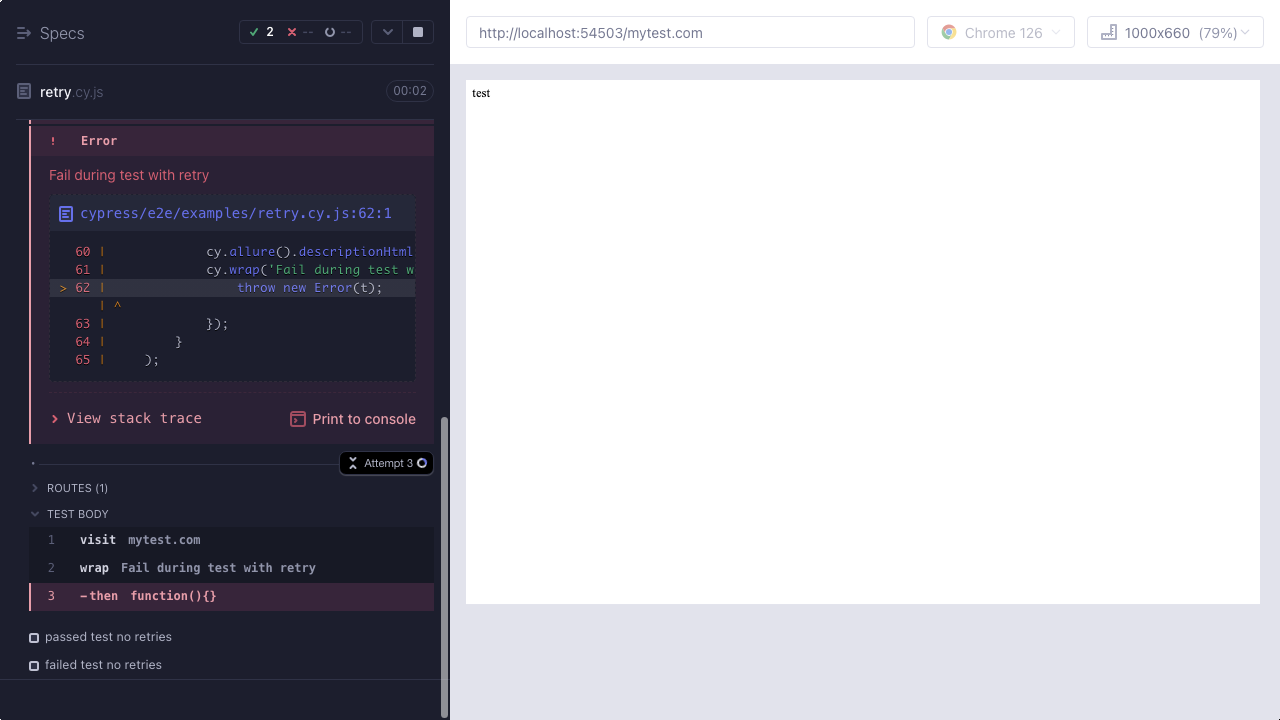 Specs
2 -- --
retry.cy.js 00:02
! Error
Fail during test with retry
cypress/e2e/examples/retry.cy.js:62:1
60 | cy.allure().descriptionHtml
61 | cy.wrap('Fail during test w
> 62 | throw new Error(t);
| ^
63 | });
64 | }
65 | );
View stack trace Print to console
Attempt 3
ROUTES (1)
TEST BODY
1 visit mytest.com
2 wrap Fail during test with retry
3 -then function(){}
passed test no retries
failed test no retries
http://localhost:54503/mytest.com
Chrome 126
1000x660 (79%)
test